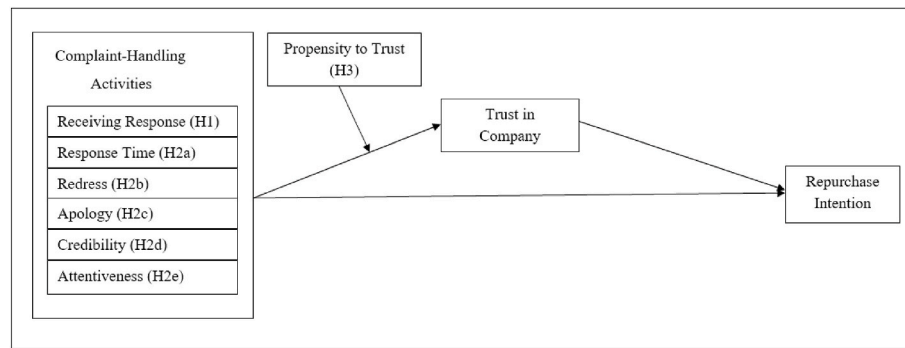 Complaint-Handling
Activities
Receiving Response (H1)
Response Time (H2a)
Redress (H2b)
Apology (H2c)
Credibility (H2d)
Attentiveness (H2e)
Propensity to Trust
(H3)
Trust in
Company
Repurchase
Intention